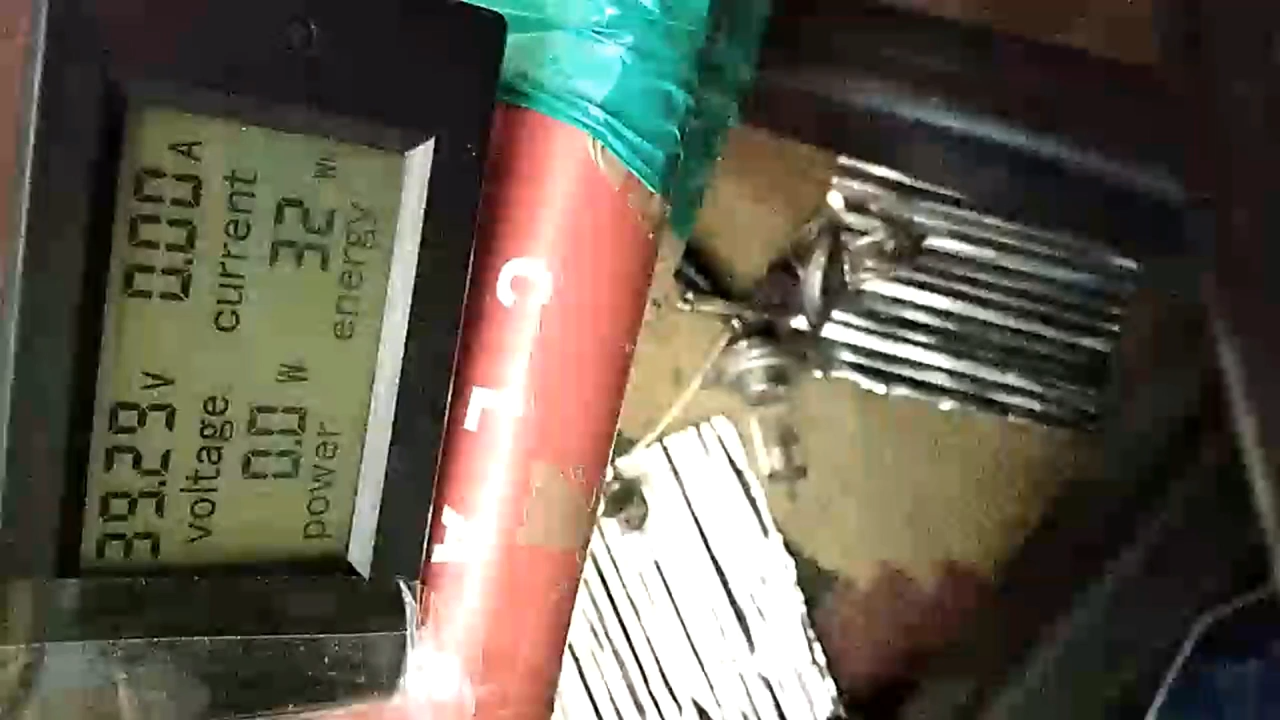 39.29 V 0.00 A
voltage current
0.0 W 32 Wh
power energy
C L A